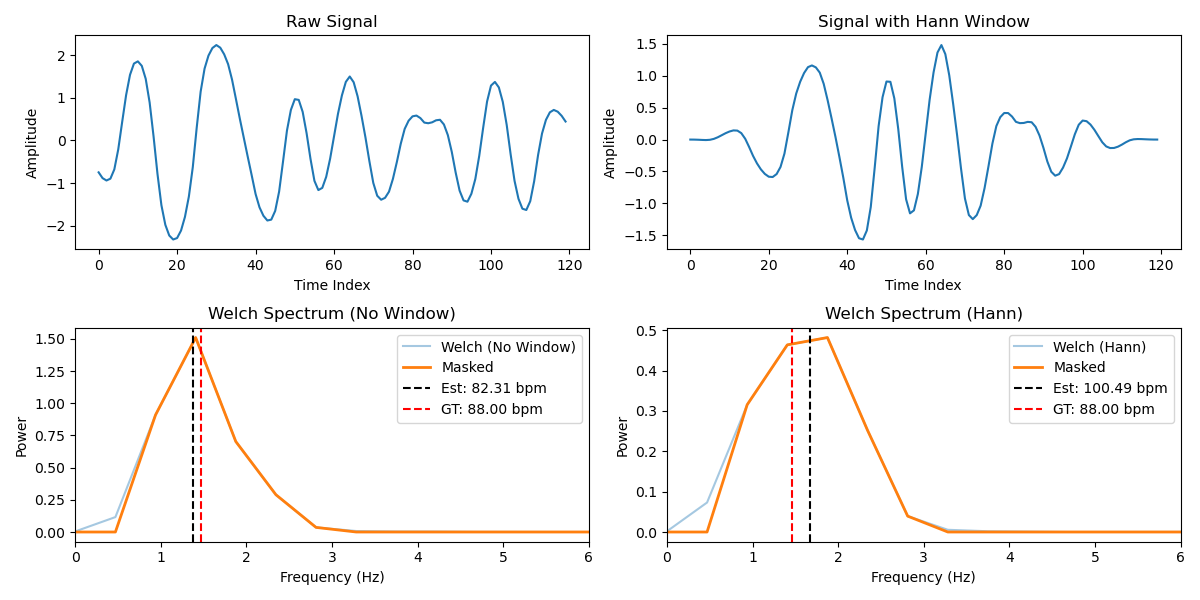 Raw Signal
Amplitude
2
1
0
−1
−2
0 20 40 60 80 100 120
Time Index
Signal with Hann Window
Amplitude
1.5
1.0
0.5
0.0
−0.5
−1.0
−1.5
0 20 40 60 80 100 120
Time Index
Welch Spectrum (No Window)
Power
1.50
1.25
1.00
0.75
0.50
0.25
0.00
0 1 2 3 4 5 6
Frequency (Hz)
Welch (No Window)
Masked
Est: 82.31 bpm
GT: 88.00 bpm
Welch Spectrum (Hann)
Power
0.5
0.4
0.3
0.2
0.1
0.0
0 1 2 3 4 5 6
Frequency (Hz)
Welch (Hann)
Masked
Est: 100.49 bpm
GT: 88.00 bpm